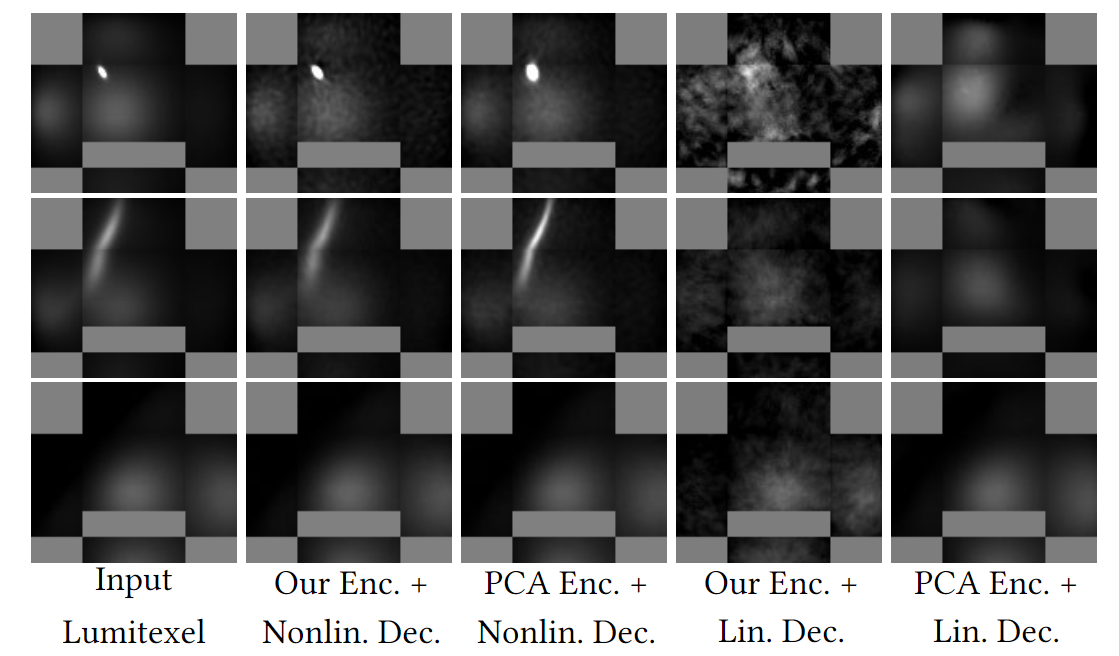 Input
Lumitexel
Our Enc. +
Nonlin. Dec.
PCA Enc. +
Nonlin. Dec.
Our Enc. +
Lin. Dec.
PCA Enc. +
Lin. Dec.